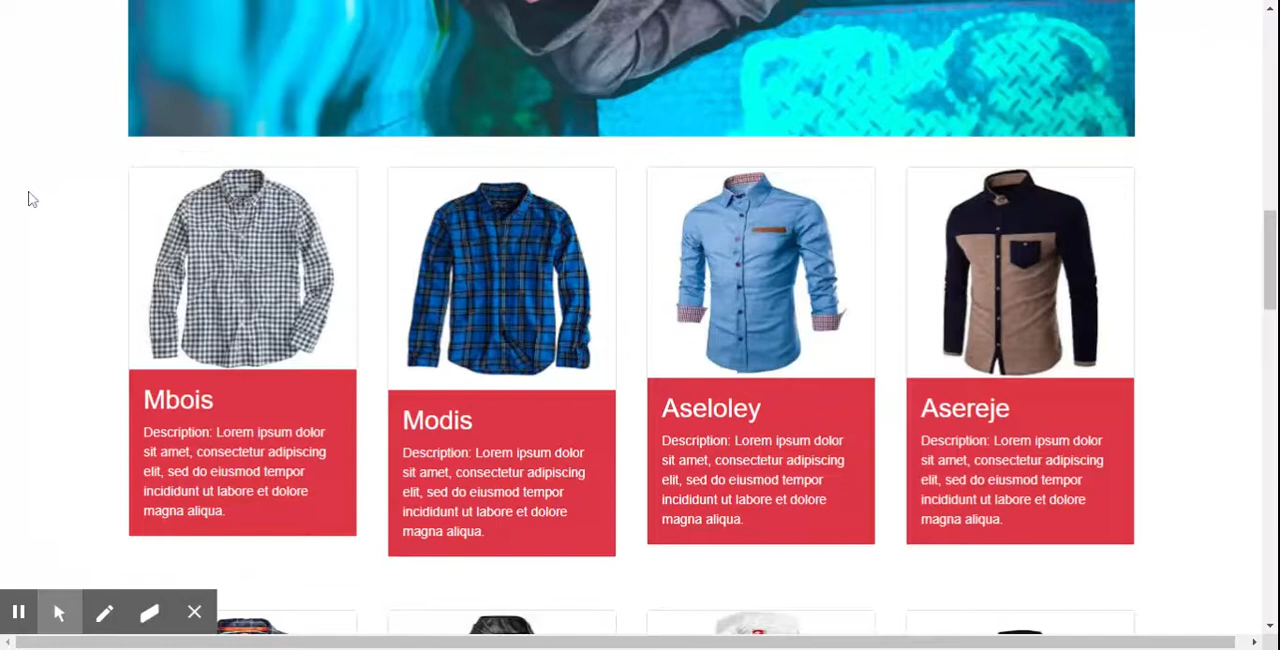 Mbois
Description: Lorem ipsum dolor
sit amet, consectetur adipiscing
elit, sed do eiusmod tempor
incididunt ut labore et dolore
magna aliqua.
Modis
Description: Lorem ipsum dolor
sit amet, consectetur adipiscing
elit, sed do eiusmod tempor
incididunt ut labore et dolore
magna aliqua.
Aseloley
Description: Lorem ipsum dolor
sit amet, consectetur adipiscing
elit, sed do eiusmod tempor
incididunt ut labore et dolore
magna aliqua.
Asereje
Description: Lorem ipsum dolor
sit amet, consectetur adipiscing
elit, sed do eiusmod tempor
incididunt ut labore et dolore
magna aliqua.